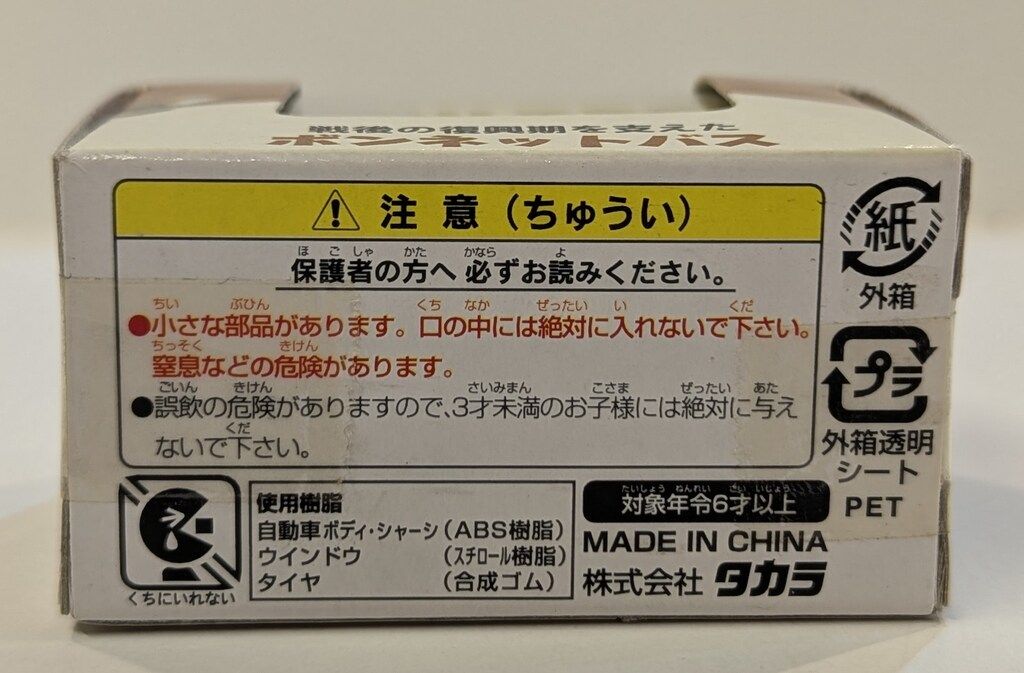 戦後の復興期を支えた
ボンネットバス
注意（ちゅうい）
保護者の方へ 必ずお読みください。
●小さな部品があります。口の中には絶対に入れないで下さい。
窒息などの危険があります。
●誤飲の危険がありますので、3才未満のお子様には絶対に与え
ないで下さい。
くちにいれない
使用樹脂
自動車ボディ・シャーシ（ABS樹脂）
ウインドウ （スチロール樹脂）
タイヤ （合成ゴム）
対象年令6才以上
MADE IN CHINA
株式会社 タカラ
紙
外箱
プラ
外箱透明
シート
PET